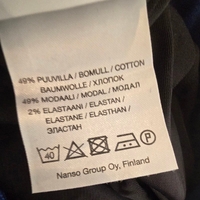 49% PUUVILLA / BOMULL / COTTON
BAUMWOLLE / ХЛОПОК
49% MODAALI / MODAL / МОДАЛ
2% ELASTAANI / ELASTAN /
ELASTANE / ELASTHAN /
ЭЛАСТАН
40 P
Nanso Group Oy, Finland